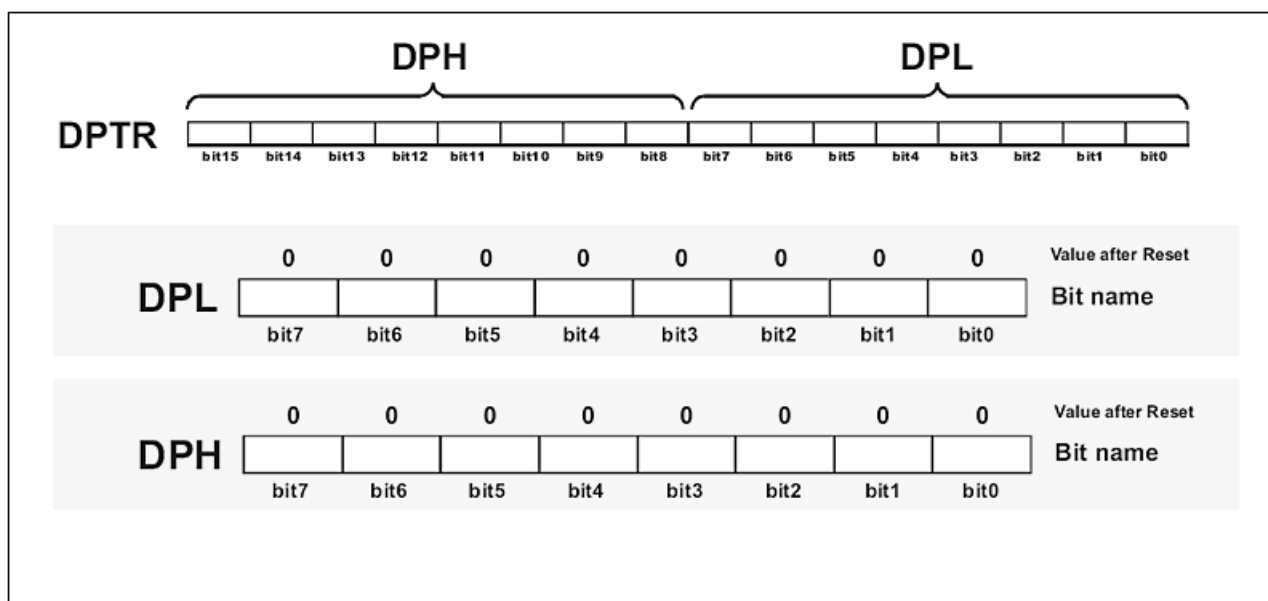 DPH DPL
DPTR
bit15 bit14 bit13 bit12 bit11 bit10 bit9 bit8 bit7 bit6 bit5 bit4 bit3 bit2 bit1 bit0
0 0 0 0 0 0 0 0 Value after Reset
DPL Bit name
bit7 bit6 bit5 bit4 bit3 bit2 bit1 bit0
0 0 0 0 0 0 0 0 Value after Reset
DPH Bit name
bit7 bit6 bit5 bit4 bit3 bit2 bit1 bit0